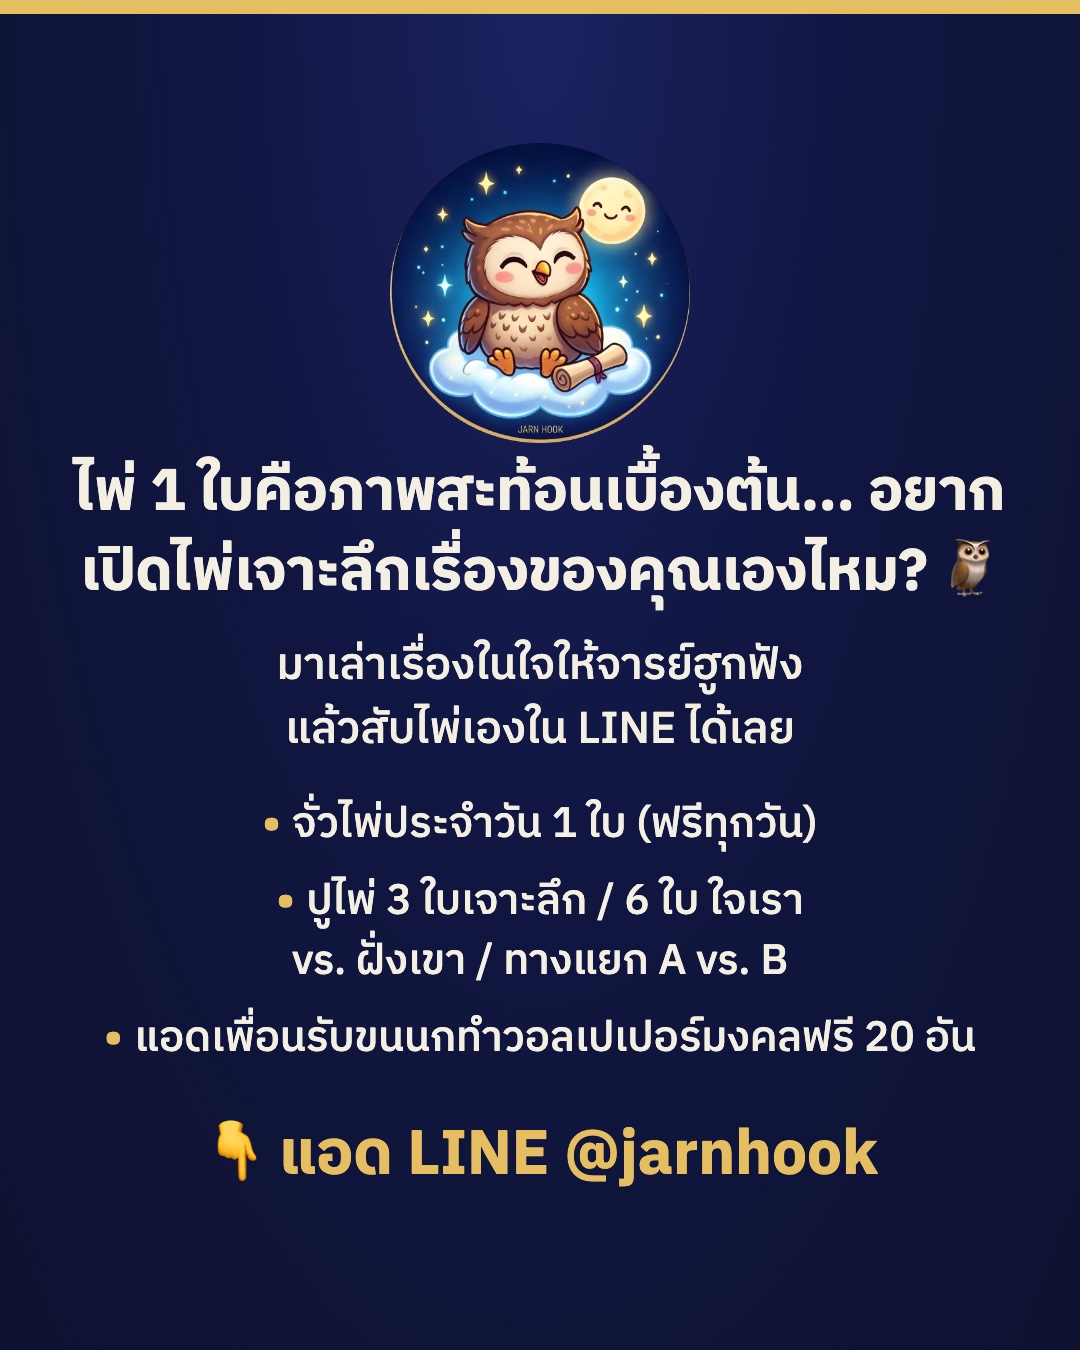 JARN HOOK
ไพ่ 1 ใบคือภาพสะท้อนเบื้องต้น... อยาก
เปิดไพ่เจาะลึกเรื่องของคุณเองไหม? 🦉
มาเล่าเรื่องในใจให้จารย์ฮูกฟัง
แล้วสับไพ่เองใน LINE ได้เลย
• จั่วไพ่ประจำวัน 1 ใบ (ฟรีทุกวัน)
• ปูไพ่ 3 ใบเจาะลึก / 6 ใบ ใจเรา
vs. ฝั่งเขา / ทางแยก A vs. B
• แอดเพื่อนรับขนนกทำวอลเปเปอร์มงคลฟรี 20 อัน
👇 แอด LINE @jarnhook